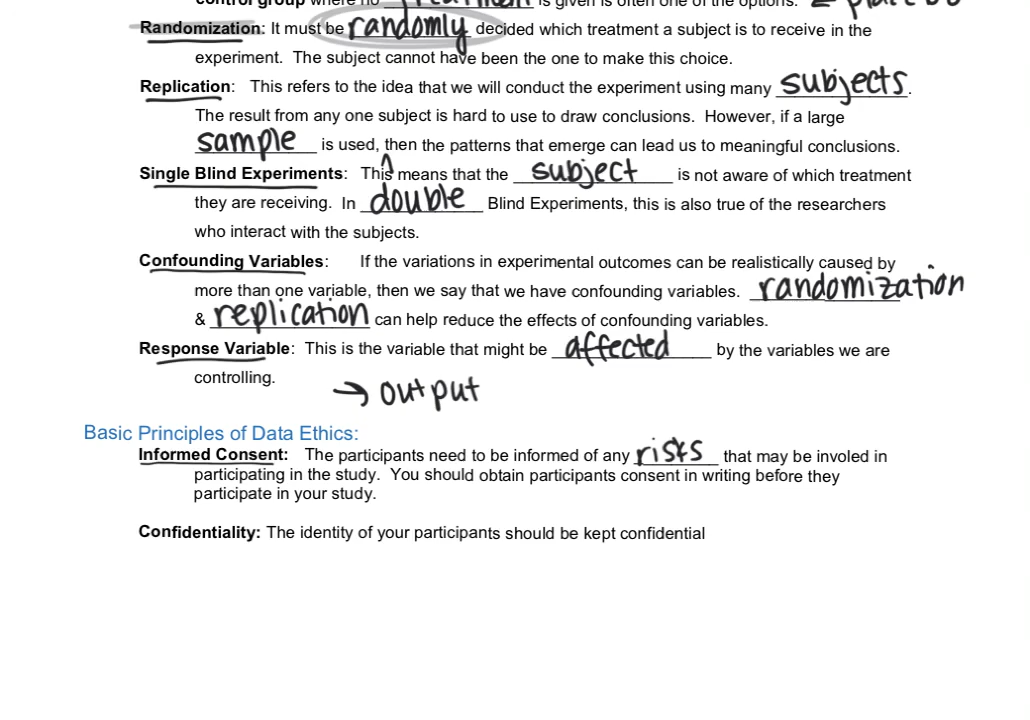 control group where no treatment is given is often one of the options. ← placebo
Randomization: It must be randomly decided which treatment a subject is to receive in the
experiment. The subject cannot have been the one to make this choice.
Replication: This refers to the idea that we will conduct the experiment using many subjects.
The result from any one subject is hard to use to draw conclusions. However, if a large
sample is used, then the patterns that emerge can lead us to meaningful conclusions.
Single Blind Experiments: This means that the subject is not aware of which treatment
they are receiving. In double Blind Experiments, this is also true of the researchers
who interact with the subjects.
Confounding Variables: If the variations in experimental outcomes can be realistically caused by
more than one variable, then we say that we have confounding variables. randomization
& replication can help reduce the effects of confounding variables.
Response Variable: This is the variable that might be affected by the variables we are
controlling.
→ output
Basic Principles of Data Ethics:
Informed Consent: The participants need to be informed of any risks that may be involed in
participating in the study. You should obtain participants consent in writing before they
participate in your study.
Confidentiality: The identity of your participants should be kept confidential